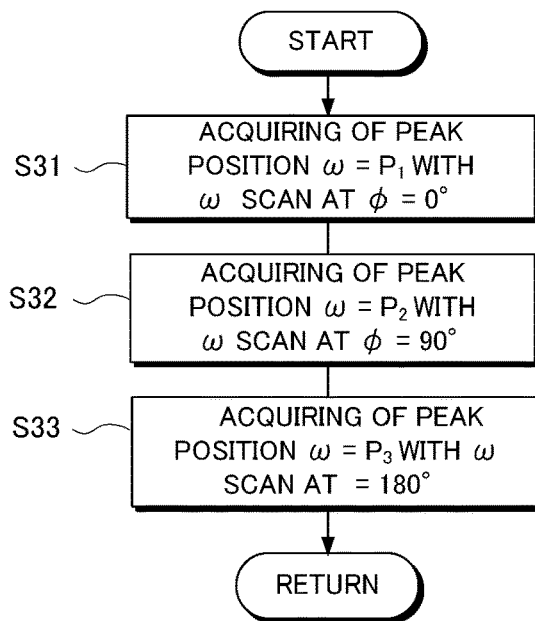 START
S31
ACQUIRING OF PEAK
POSITION ω = P₁ WITH
ω SCAN AT ϕ = 0°
S32
ACQUIRING OF PEAK
POSITION ω = P₂ WITH
ω SCAN AT ϕ = 90°
S33
ACQUIRING OF PEAK
POSITION ω = P₃ WITH ω
SCAN AT = 180°
RETURN